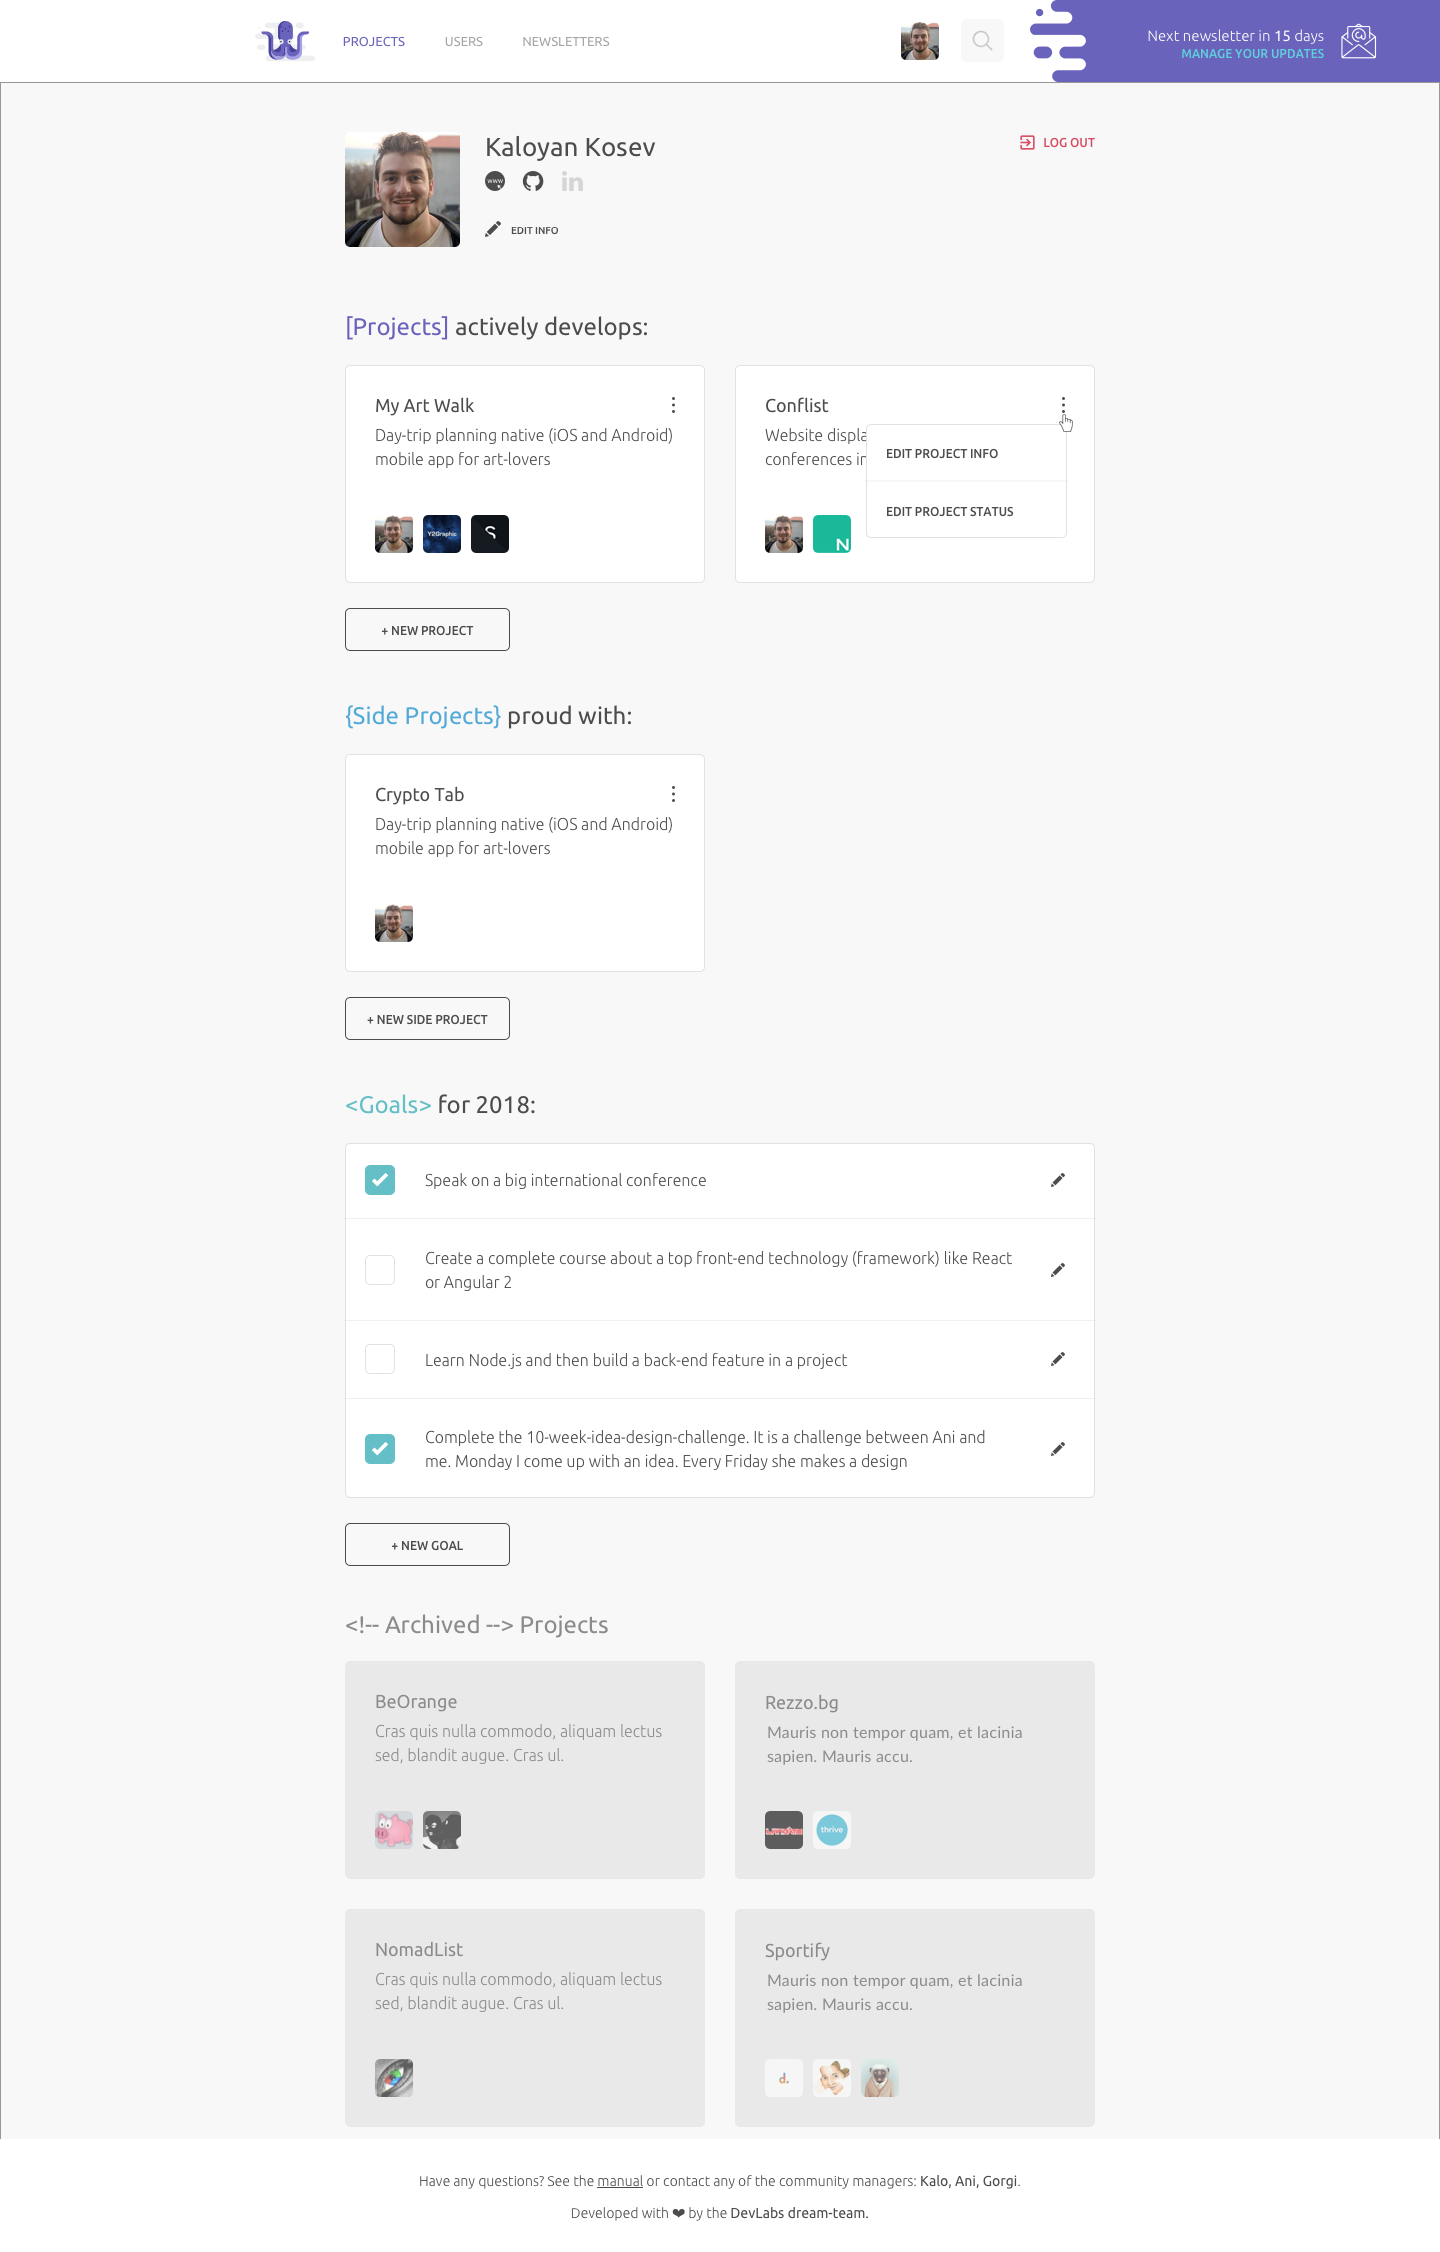 PROJECTS USERS NEWSLETTERS
Next newsletter in 15 days
MANAGE YOUR UPDATES
Kaloyan Kosev
LOG OUT
www
in
EDIT INFO
[Projects] actively develops:
My Art Walk
Day-trip planning native (iOS and Android)
mobile app for art-lovers
Y2Graphic
S
Conflist
Website displa
conferences in
EDIT PROJECT INFO
EDIT PROJECT STATUS
N
+ NEW PROJECT
{Side Projects} proud with:
Crypto Tab
Day-trip planning native (iOS and Android)
mobile app for art-lovers
+ NEW SIDE PROJECT
<Goals> for 2018:
Speak on a big international conference
Create a complete course about a top front-end technology (framework) like React
or Angular 2
Learn Node.js and then build a back-end feature in a project
Complete the 10-week-idea-design-challenge. It is a challenge between Ani and
me. Monday I come up with an idea. Every Friday she makes a design
+ NEW GOAL
<!-- Archived --> Projects
BeOrange
Cras quis nulla commodo, aliquam lectus
sed, blandit augue. Cras ul.
Rezzo.bg
Mauris non tempor quam, et lacinia
sapien. Mauris accu.
thrive
NomadList
Cras quis nulla commodo, aliquam lectus
sed, blandit augue. Cras ul.
Sportify
Mauris non tempor quam, et lacinia
sapien. Mauris accu.
d.
Have any questions? See the manual or contact any of the community managers: Kalo, Ani, Gorgi.
Developed with ❤ by the DevLabs dream-team.